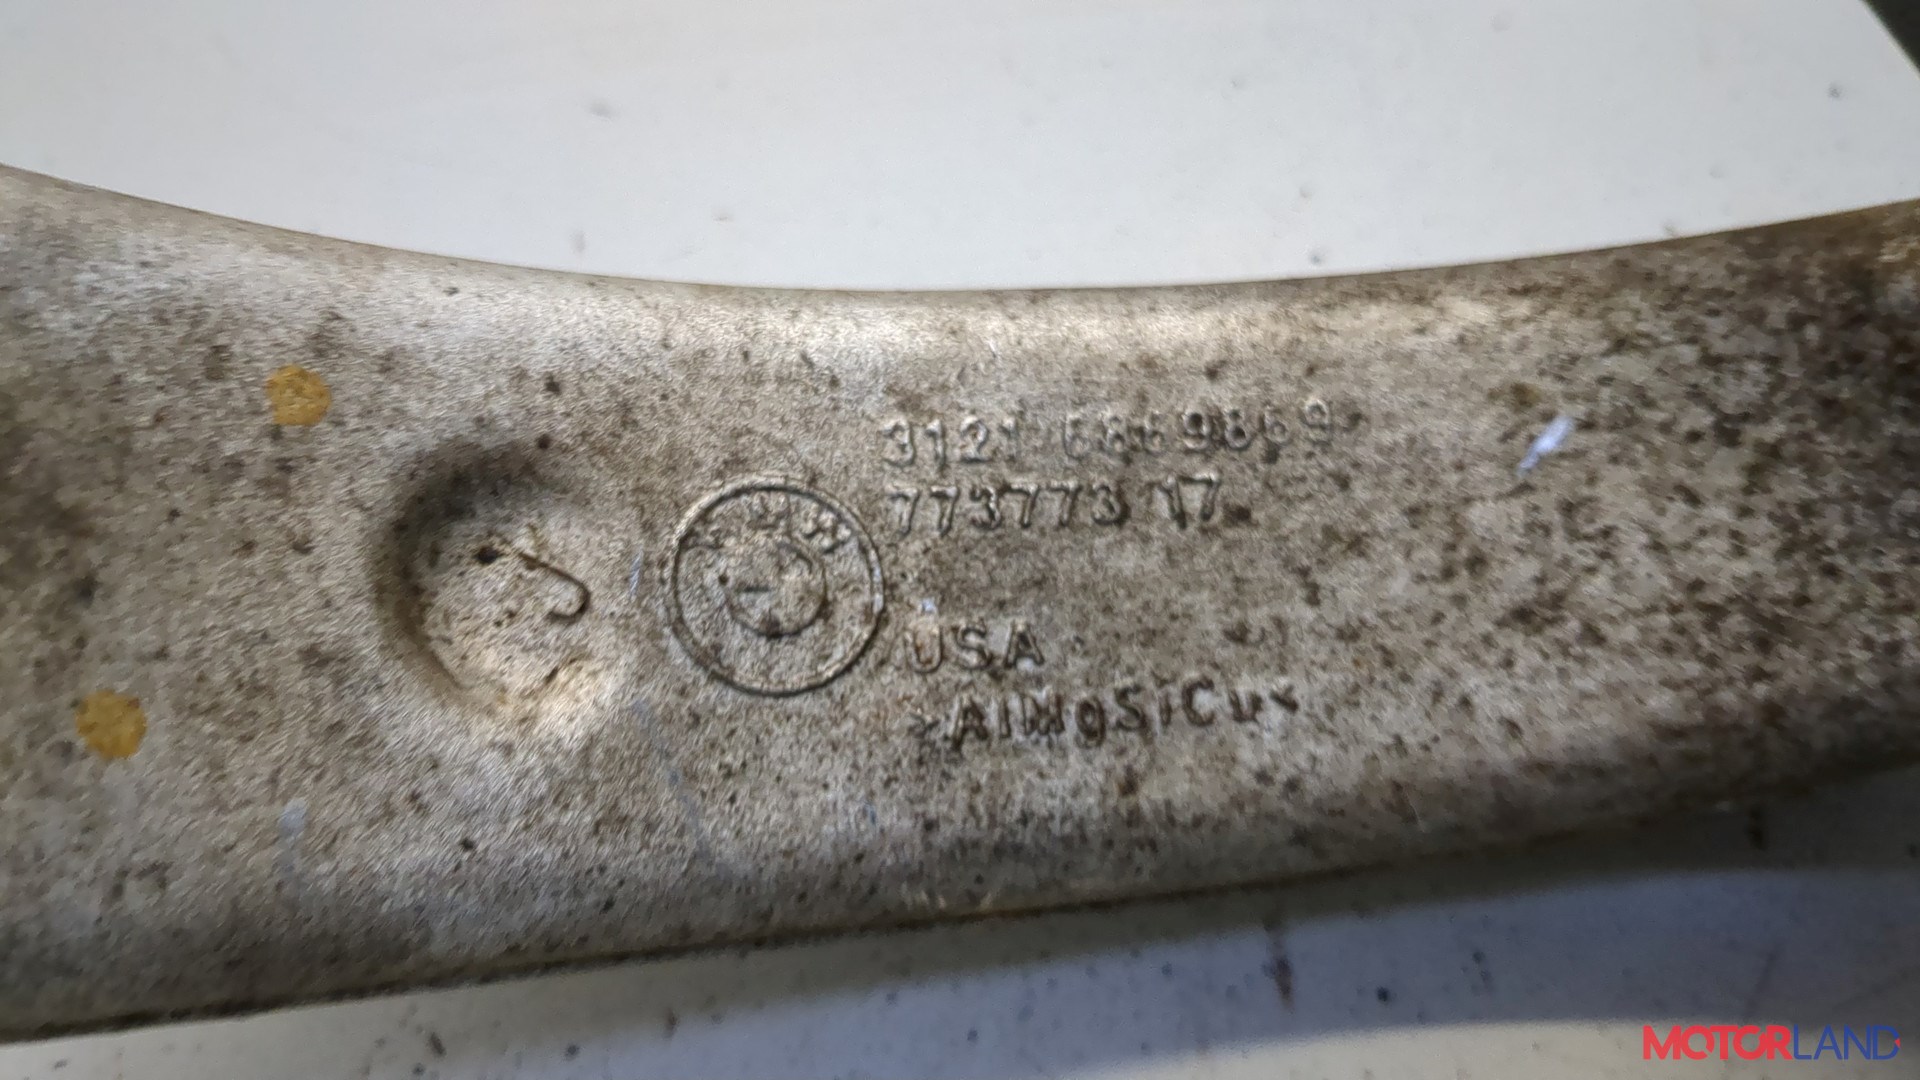 3121 6869869
773773 17
USA
>AlMgSiCu<
MOTORLAND